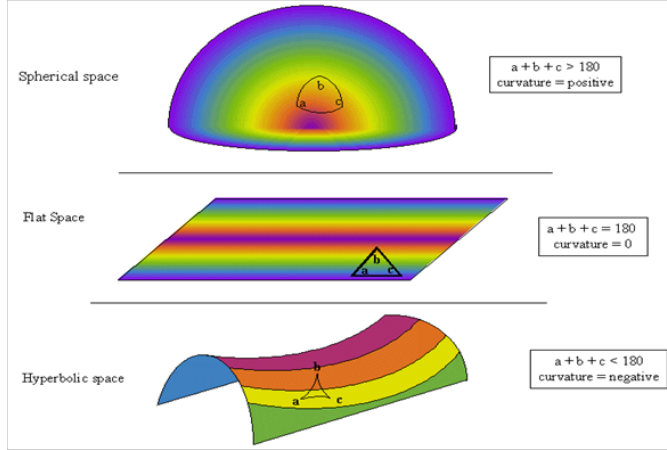 Spherical space
a + b + c > 180
curvature = positive
b
a
c
Flat Space
a + b + c = 180
curvature = 0
b
a
c
Hyperbolic space
a + b + c < 180
curvature = negative
b
a
c